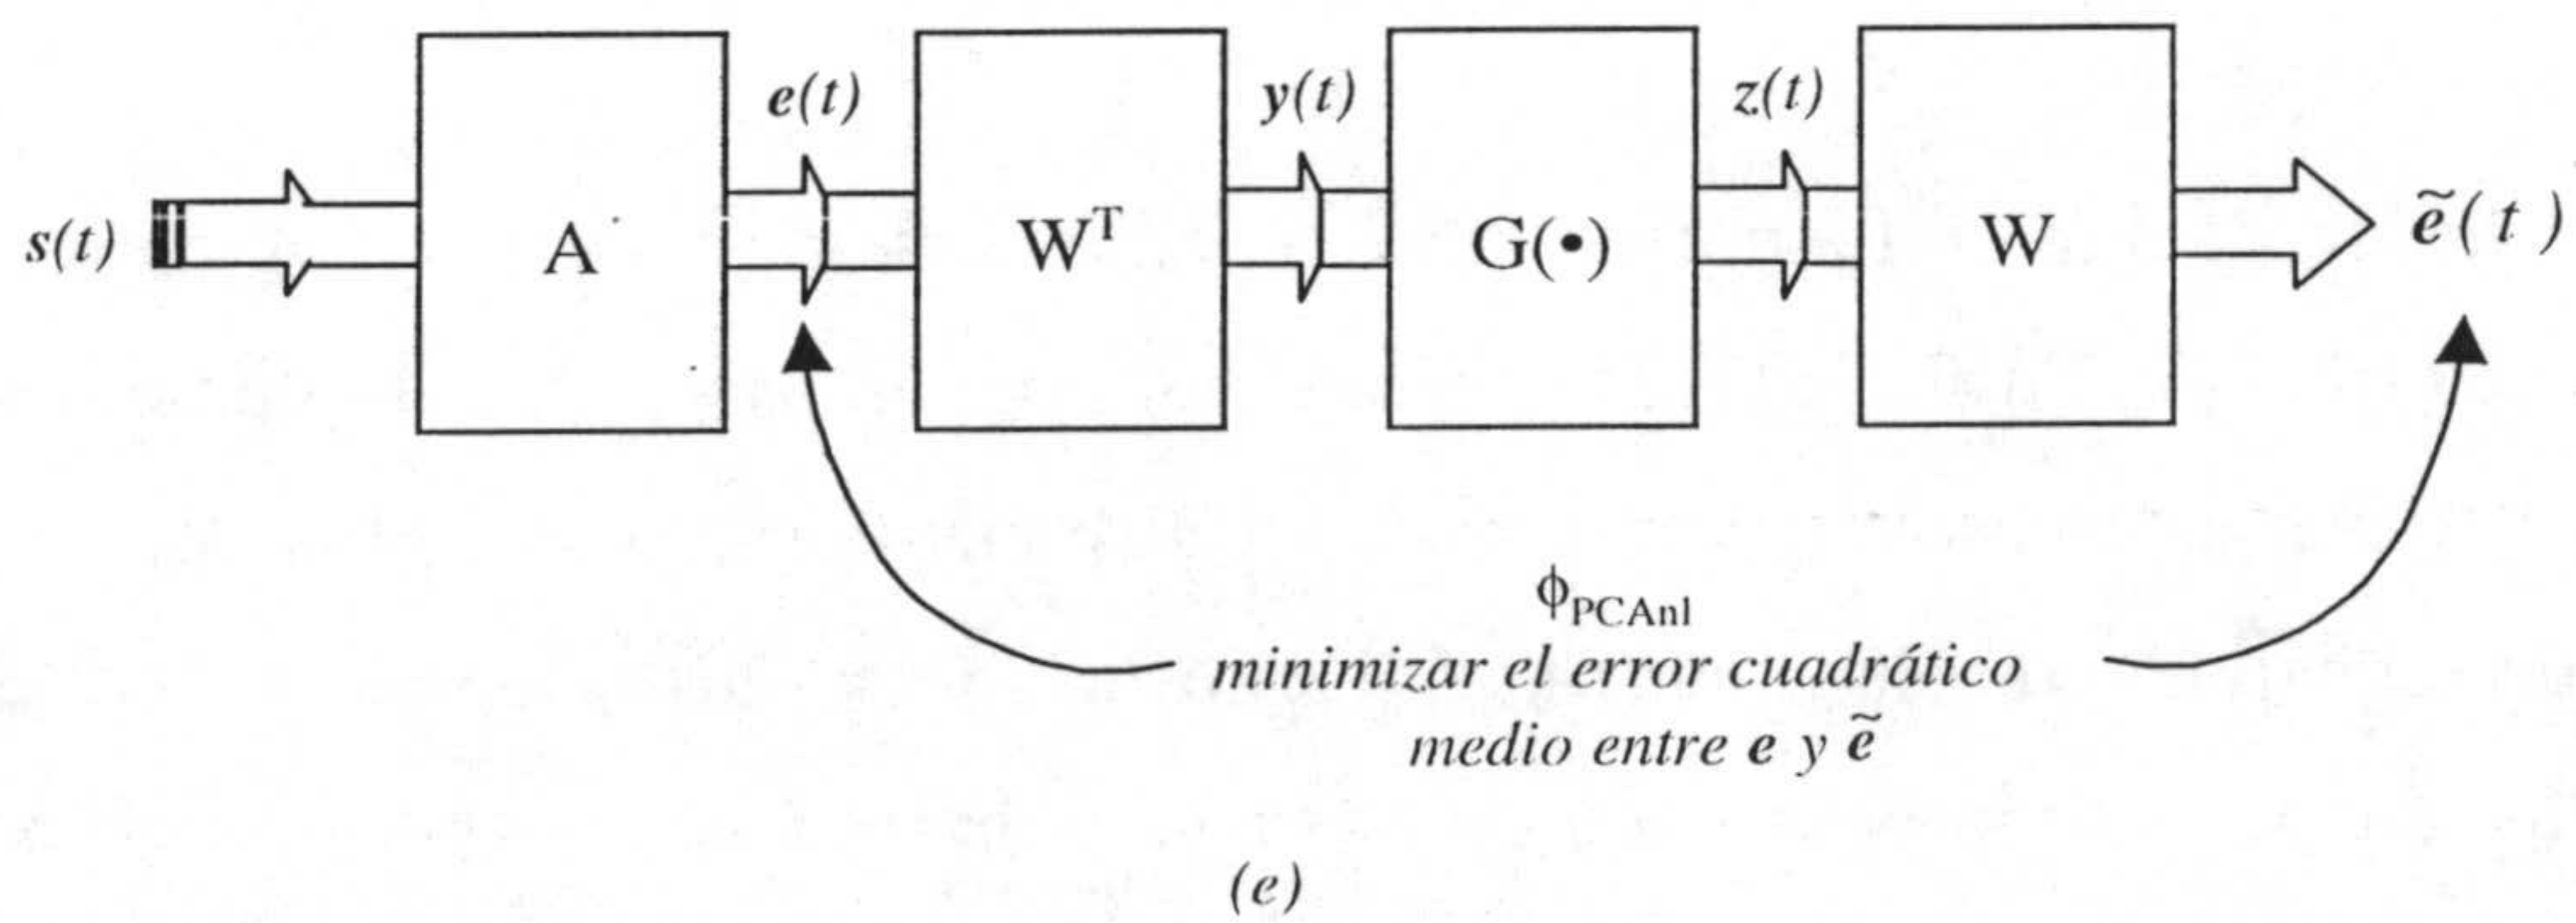 e(t) y(t) z(t)
s(t) A W^T G(•) W ẽ(t)
ϕ_PCAnl
minimizar el error cuadrático
medio entre e y ẽ
(e)